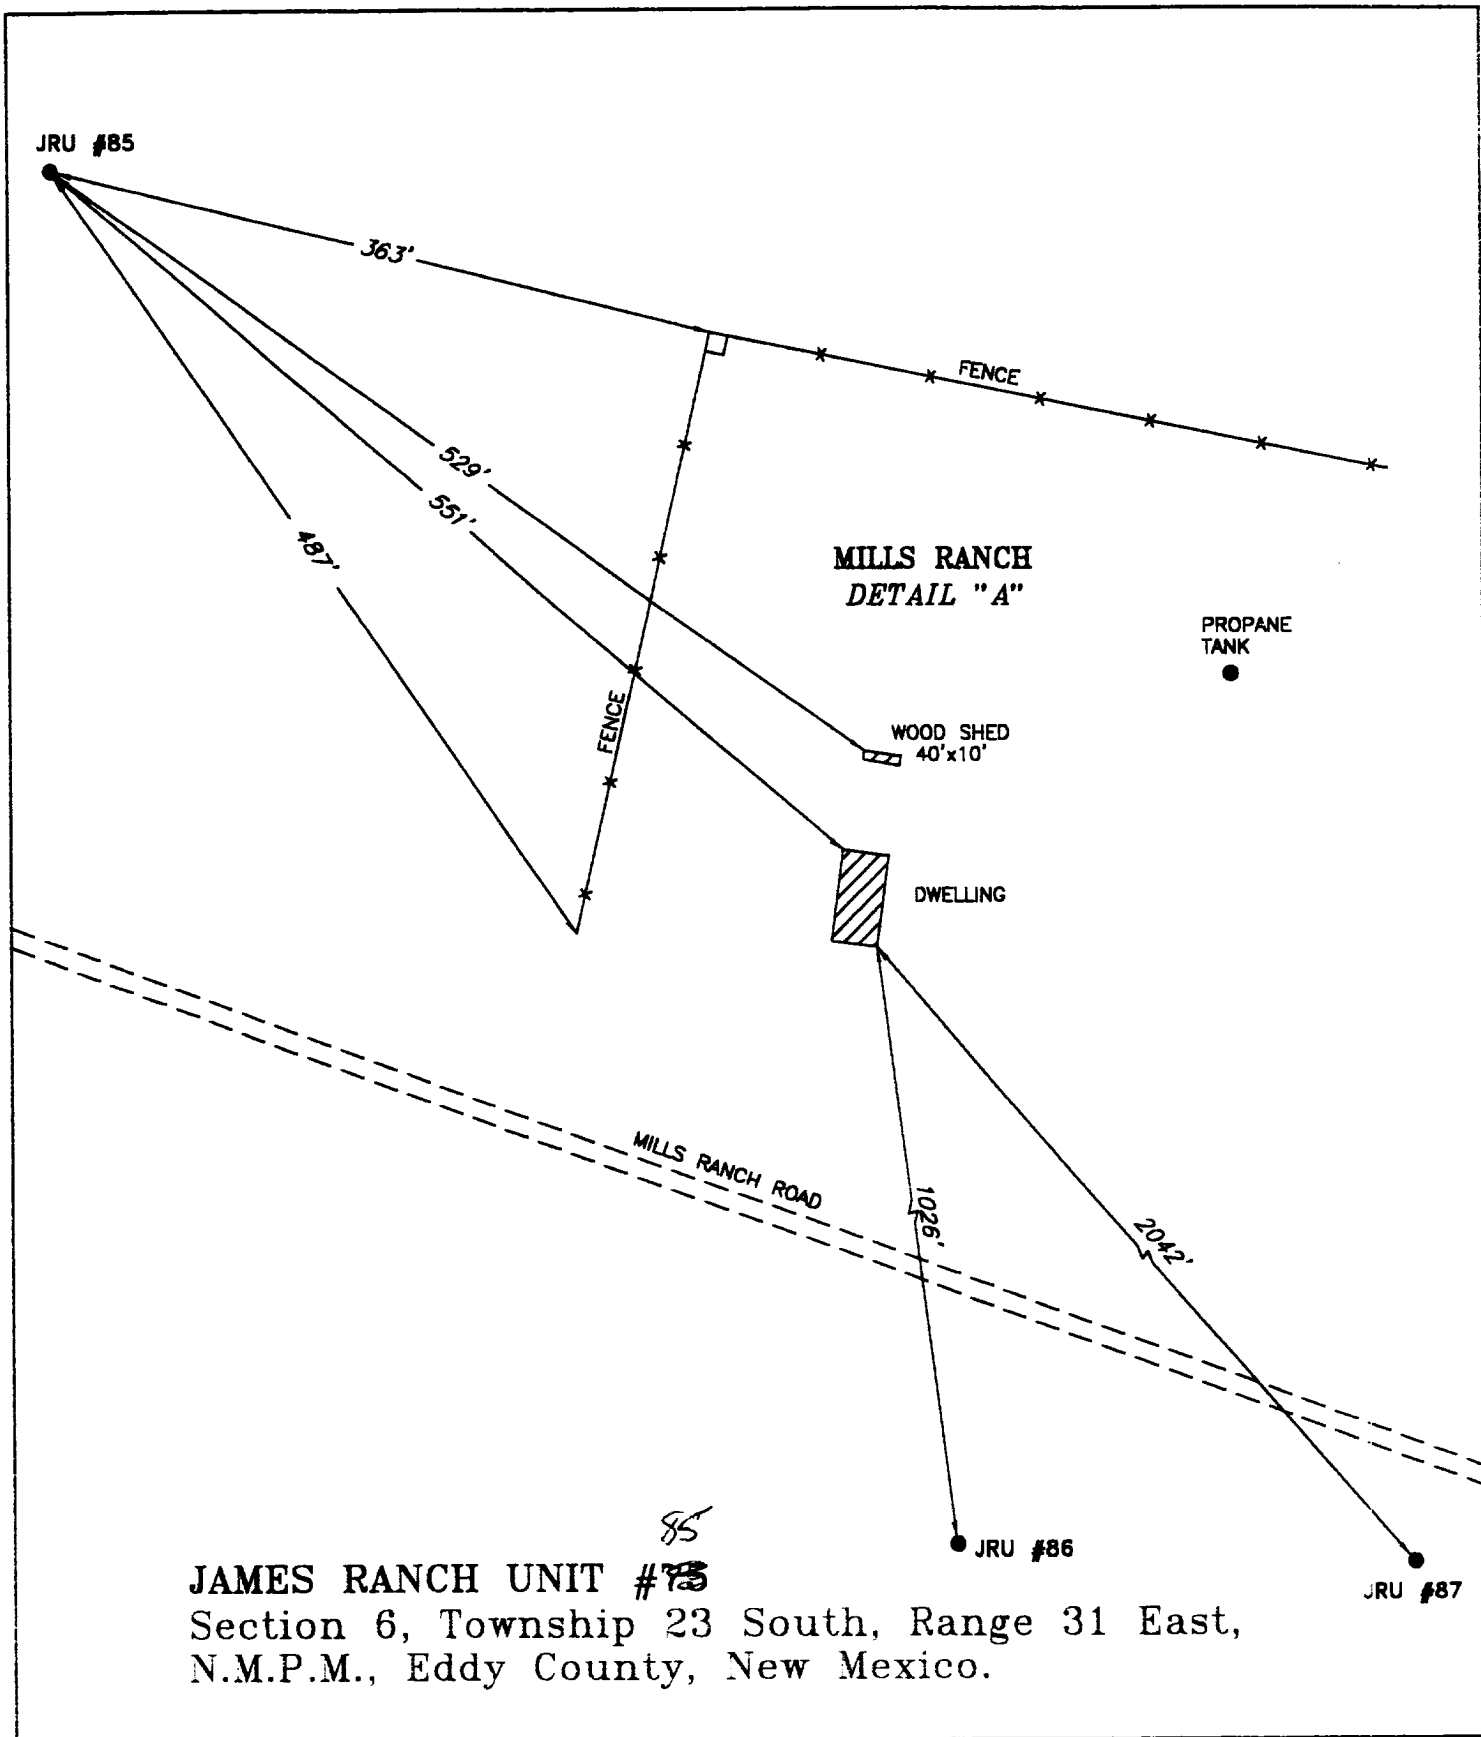 JRU #85
363'
FENCE
529'
551'
487'
MILLS RANCH
DETAIL "A"
PROPANE
TANK
FENCE
WOOD SHED
40'x10'
DWELLING
MILLS RANCH ROAD
1026'
2042'
85
JRU #86
JAMES RANCH UNIT #
JRU #87
Section 6, Township 23 South, Range 31 East,
N.M.P.M., Eddy County, New Mexico.